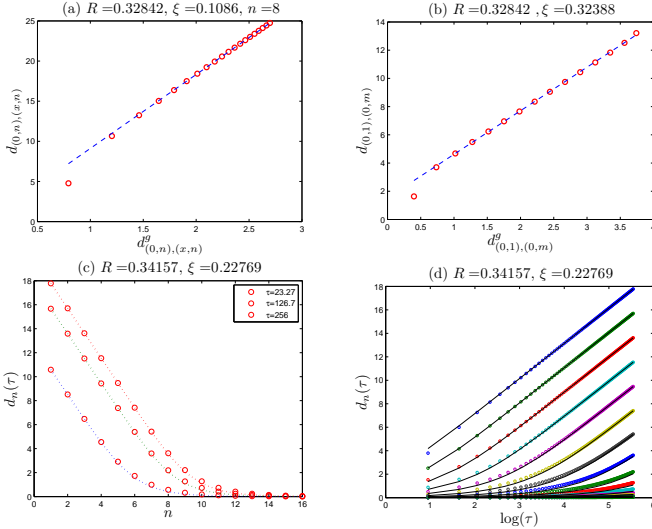 (a) R =0.32842, ξ =0.1086, n =8
d_{(0,n),(x,n)}
25
20
15
10
5
0
0.5 1 1.5 2 2.5 3
d^g_{(0,n),(x,n)}
(b) R =0.32842 ,ξ =0.32388
d_{(0,1),(0,m)}
14
12
10
8
6
4
2
0
0 0.5 1 1.5 2 2.5 3 3.5 4
d^g_{(0,1),(0,m)}
(c) R =0.34157, ξ =0.22769
d_n(τ)
18
16
14
12
10
8
6
4
2
0
0 2 4 6 8 10 12 14 16
n
τ=23.27
τ=126.7
τ=256
(d) R =0.34157, ξ =0.22769
d_n(τ)
18
16
14
12
10
8
6
4
2
0
0 1 2 3 4 5 6
log(τ)